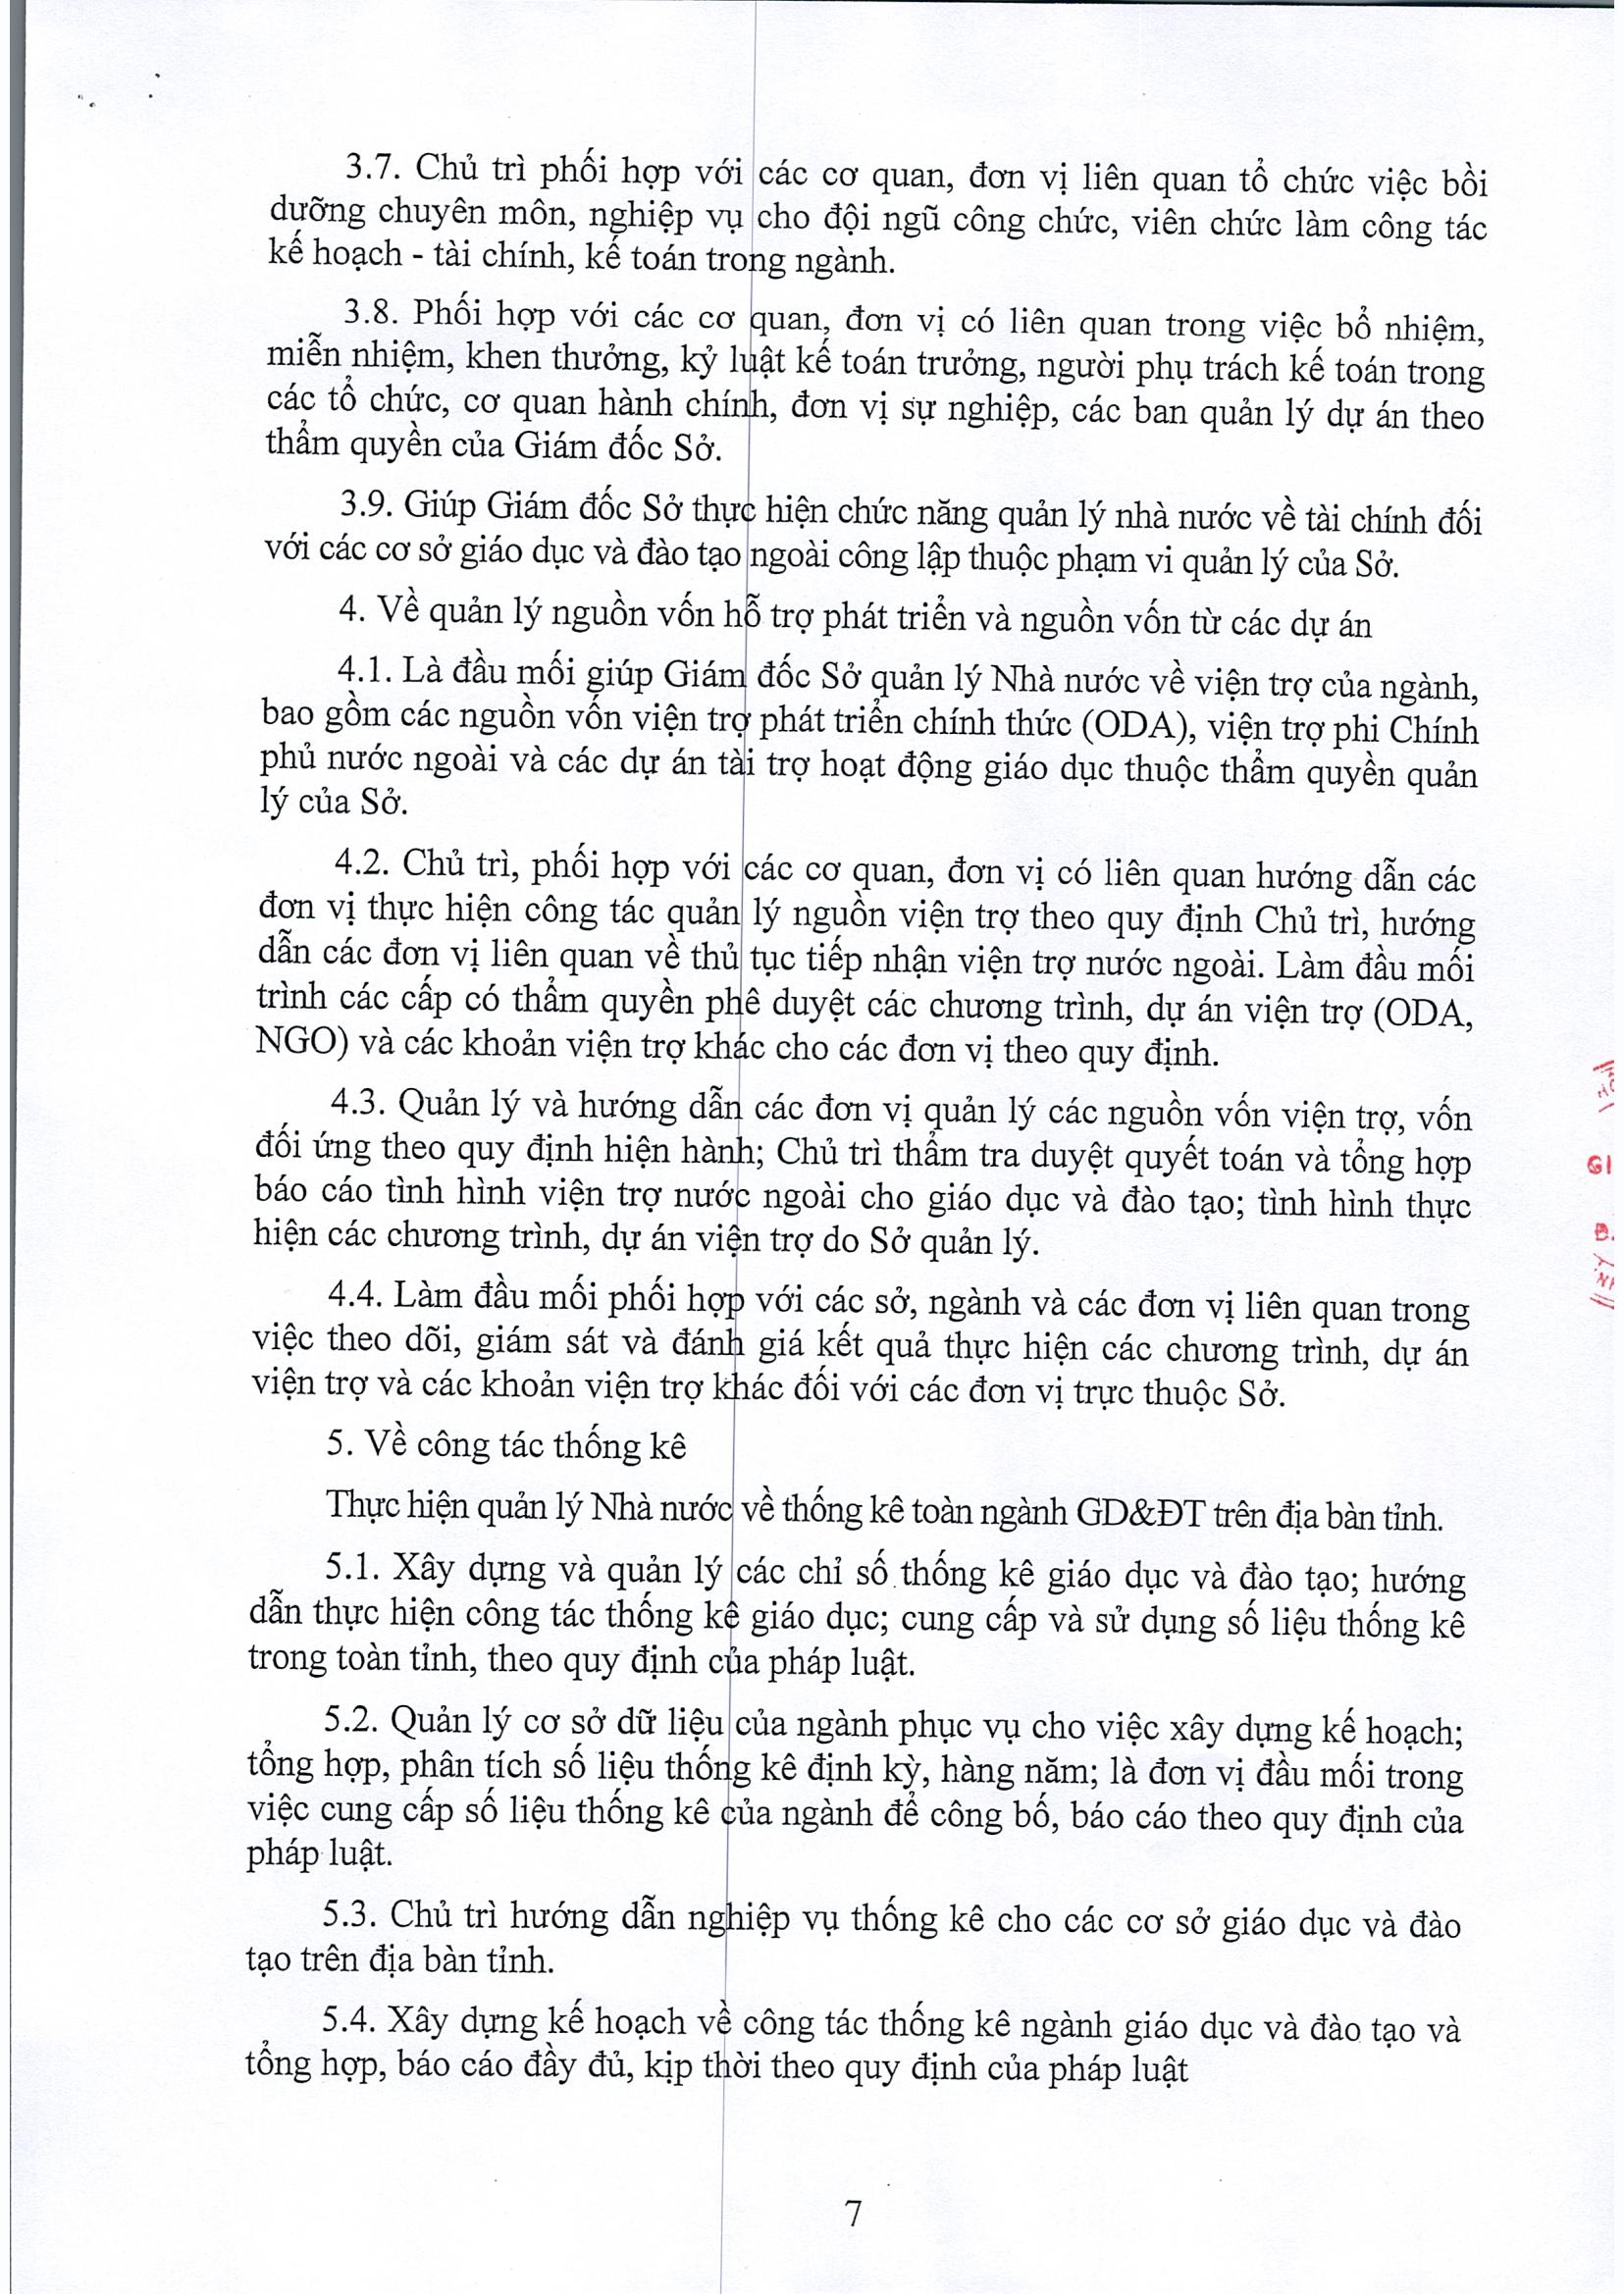 3.7. Chủ trì phối hợp với các cơ quan, đơn vị liên quan tổ chức việc bồi
dưỡng chuyên môn, nghiệp vụ cho đội ngũ công chức, viên chức làm công tác
kế hoạch - tài chính, kế toán trong ngành.
3.8. Phối hợp với các cơ quan, đơn vị có liên quan trong việc bổ nhiệm,
miễn nhiệm, khen thưởng, kỷ luật kế toán trưởng, người phụ trách kế toán trong
các tổ chức, cơ quan hành chính, đơn vị sự nghiệp, các ban quản lý dự án theo
thẩm quyền của Giám đốc Sở.
3.9. Giúp Giám đốc Sở thực hiện chức năng quản lý nhà nước về tài chính đối
với các cơ sở giáo dục và đào tạo ngoài công lập thuộc phạm vi quản lý của Sở.
4. Về quản lý nguồn vốn hỗ trợ phát triển và nguồn vốn từ các dự án
4.1. Là đầu mối giúp Giám đốc Sở quản lý Nhà nước về viện trợ của ngành,
bao gồm các nguồn vốn viện trợ phát triển chính thức (ODA), viện trợ phi Chính
phủ nước ngoài và các dự án tài trợ hoạt động giáo dục thuộc thẩm quyền quản
lý của Sở.
4.2. Chủ trì, phối hợp với các cơ quan, đơn vị có liên quan hướng dẫn các
đơn vị thực hiện công tác quản lý nguồn viện trợ theo quy định Chủ trì, hướng
dẫn các đơn vị liên quan về thủ tục tiếp nhận viện trợ nước ngoài. Làm đầu mối
trình các cấp có thẩm quyền phê duyệt các chương trình, dự án viện trợ (ODA,
NGO) và các khoản viện trợ khác cho các đơn vị theo quy định.
4.3. Quản lý và hướng dẫn các đơn vị quản lý các nguồn vốn viện trợ, vốn
đối ứng theo quy định hiện hành; Chủ trì thẩm tra duyệt quyết toán và tổng hợp
báo cáo tình hình viện trợ nước ngoài cho giáo dục và đào tạo; tình hình thực
hiện các chương trình, dự án viện trợ do Sở quản lý.
4.4. Làm đầu mối phối hợp với các sở, ngành và các đơn vị liên quan trong
việc theo dõi, giám sát và đánh giá kết quả thực hiện các chương trình, dự án
viện trợ và các khoản viện trợ khác đối với các đơn vị trực thuộc Sở.
5. Về công tác thống kê
Thực hiện quản lý Nhà nước về thống kê toàn ngành GD&ĐT trên địa bàn tỉnh.
5.1. Xây dựng và quản lý các chỉ số thống kê giáo dục và đào tạo; hướng
dẫn thực hiện công tác thống kê giáo dục; cung cấp và sử dụng số liệu thống kê
trong toàn tỉnh, theo quy định của pháp luật.
5.2. Quản lý cơ sở dữ liệu của ngành phục vụ cho việc xây dựng kế hoạch;
tổng hợp, phân tích số liệu thống kê định kỳ, hàng năm; là đơn vị đầu mối trong
việc cung cấp số liệu thống kê của ngành để công bố, báo cáo theo quy định của
pháp luật.
5.3. Chủ trì hướng dẫn nghiệp vụ thống kê cho các cơ sở giáo dục và đào
tạo trên địa bàn tỉnh.
5.4. Xây dựng kế hoạch về công tác thống kê ngành giáo dục và đào tạo và
tổng hợp, báo cáo đầy đủ, kịp thời theo quy định của pháp luật
7